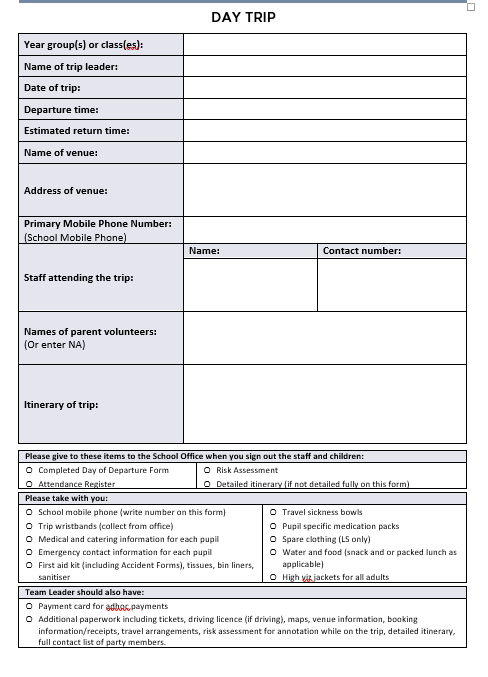 DAY TRIP
Year group(s) or class(es):
Name of trip leader:
Date of trip:
Departure time:
Estimated return time:
Name of venue:
Address of venue:
Primary Mobile Phone Number:
(School Mobile Phone)
Staff attending the trip:
Name:
Contact number:
Names of parent volunteers:
(Or enter NA)
Itinerary of trip:
Please give to these items to the School Office when you sign out the staff and children:
Completed Day of Departure Form
Attendance Register
Risk Assessment
Detailed itinerary (if not detailed fully on this form)
Please take with you:
School mobile phone (write number on this form)
Trip wristbands (collect from office)
Medical and catering information for each pupil
Emergency contact information for each pupil
First aid kit (including Accident Forms), tissues, bin liners,
sanitiser
Travel sickness bowls
Pupil specific medication packs
Spare clothing (LS only)
Water and food (snack and or packed lunch as
applicable)
High viz jackets for all adults
Team Leader should also have:
Payment card for adhoc payments
Additional paperwork including tickets, driving licence (if driving), maps, venue information, booking
information/receipts, travel arrangements, risk assessment for annotation while on the trip, detailed itinerary,
full contact list of party members.